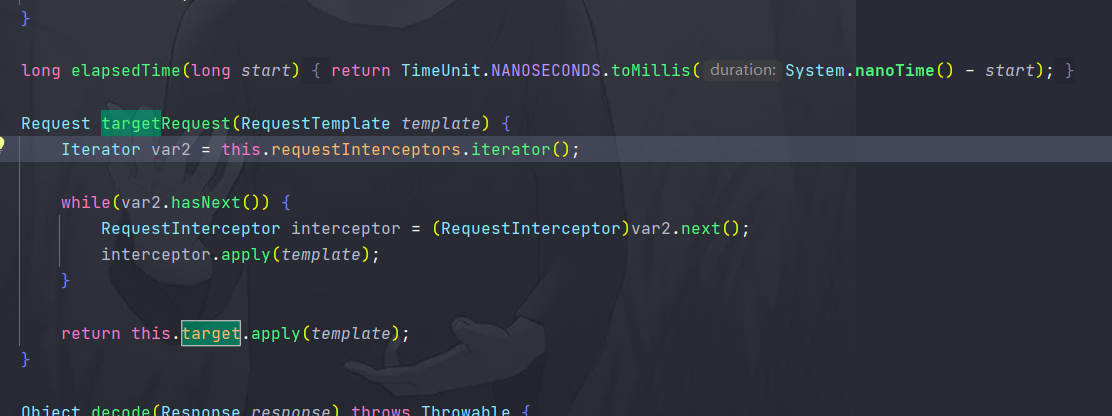 }
long elapsedTime(long start) { return TimeUnit.NANOSECONDS.toMillis( duration: System.nanoTime() - start); }
Request targetRequest(RequestTemplate template) {
Iterator var2 = this.requestInterceptors.iterator();
while(var2.hasNext()) {
RequestInterceptor interceptor = (RequestInterceptor)var2.next();
interceptor.apply(template);
}
return this.target.apply(template);
}
Object decode(Response response) throws Throwable {